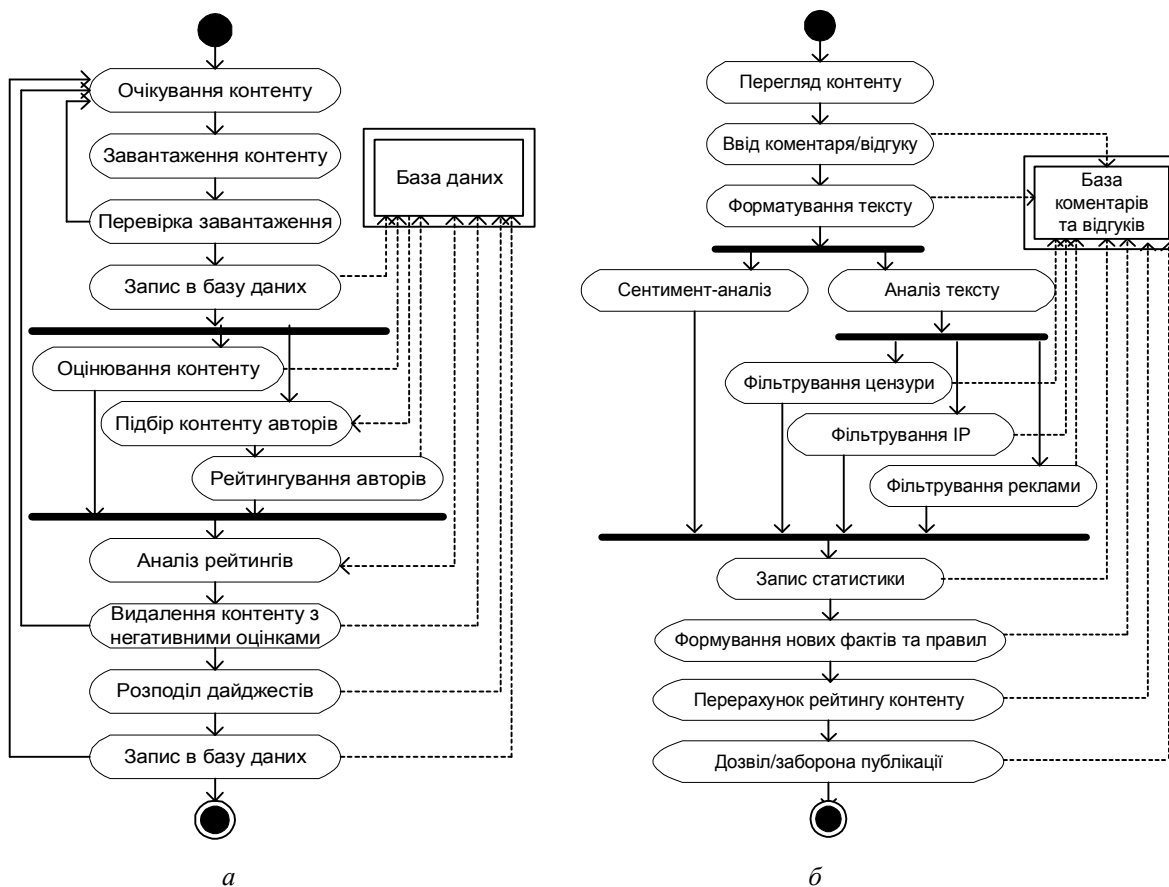 Очікування контенту
Завантаження контенту
Перевірка завантаження
Запис в базу даних
База даних
Оцінювання контенту
Підбір контенту авторів
Рейтингування авторів
Аналіз рейтингів
Видалення контенту з
негативними оцінками
Розподіл дайджестів
Запис в базу даних
а
Перегляд контенту
Ввід коментаря/відгуку
Форматування тексту
База
коментарів
та відгуків
Сентимент-аналіз
Аналіз тексту
Фільтрування цензури
Фільтрування IP
Фільтрування реклами
Запис статистики
Формування нових фактів та правил
Перерахунок рейтингу контенту
Дозвіл/заборона публікації
б